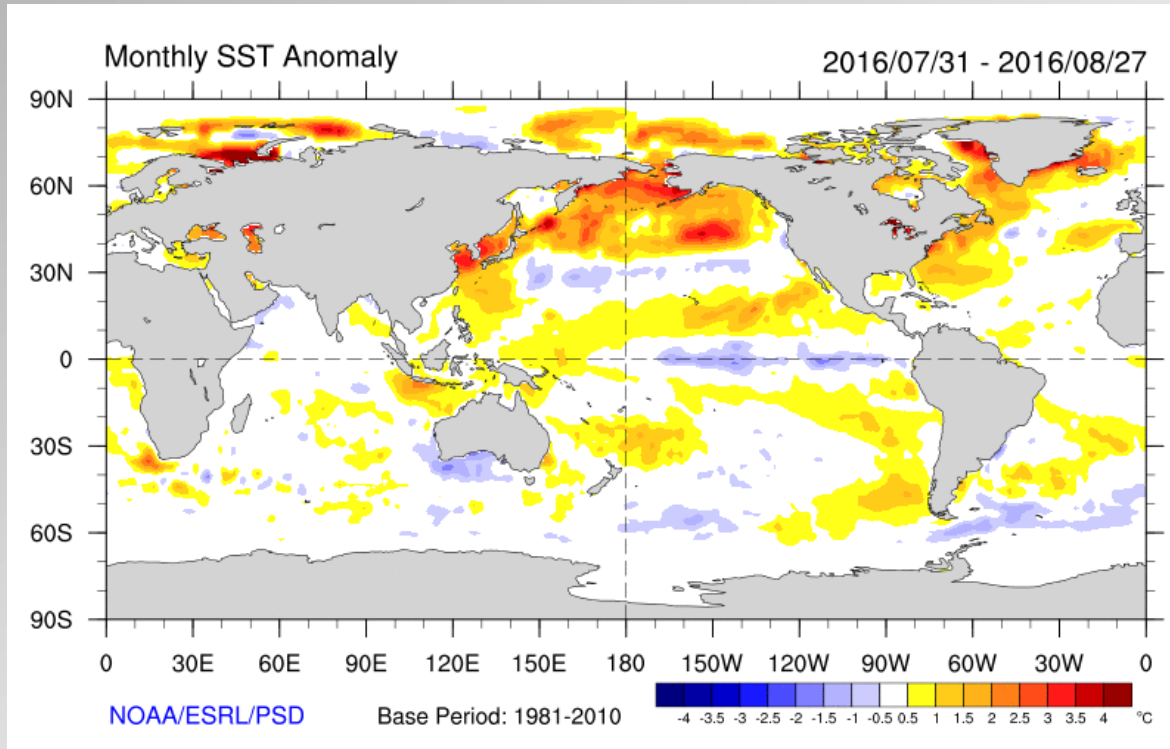 Monthly SST Anomaly 2016/07/31 - 2016/08/27
90N
60N
30N
0
30S
60S
90S
0 30E 60E 90E 120E 150E 180 150W 120W 90W 60W 30W 0
NOAA/ESRL/PSD Base Period: 1981-2010
-4 -3.5 -3 -2.5 -2 -1.5 -1 -0.5 0.5 1 1.5 2 2.5 3 3.5 4 °C